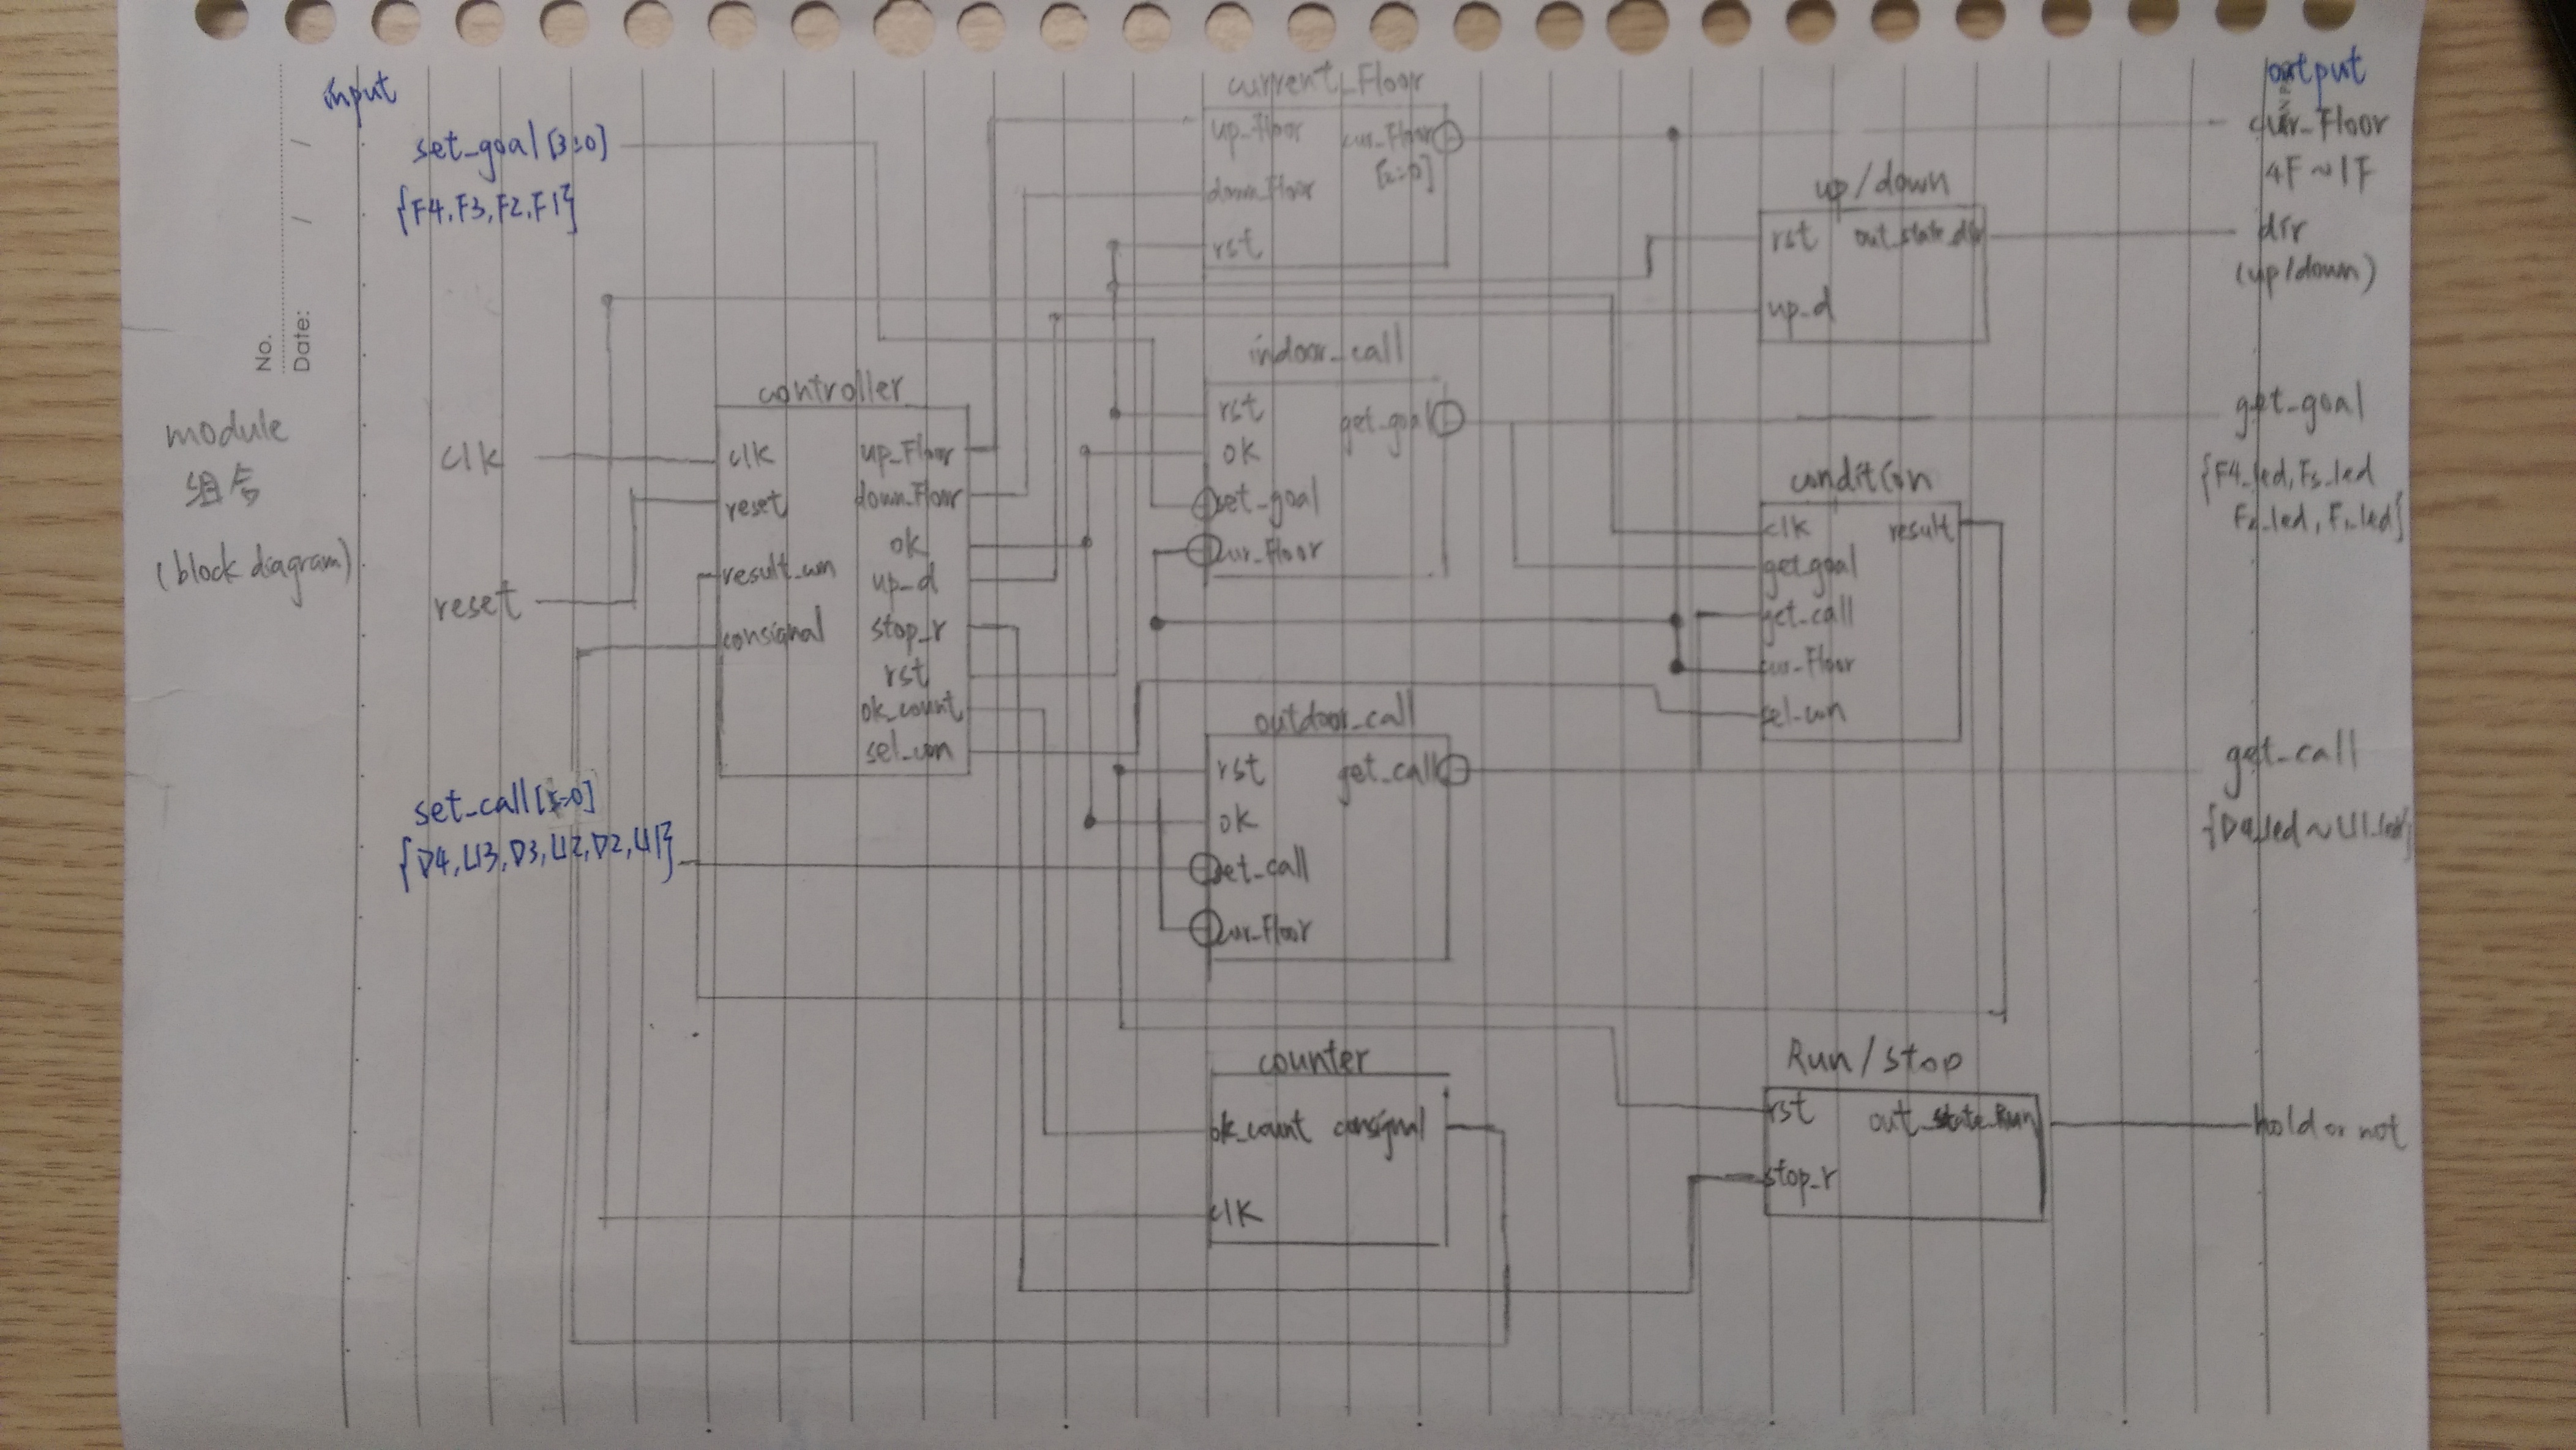 input
output
No.
Date:
module
组合
(block diagram)
set_goal[3:0]
{F4,F3,F2,F1}
clk
reset
set_call[5:0]
{D4,U3,D3,U2,D2,U1}
controller
clk
reset
result_con
consignal
up_Floor
down_Floor
ok
up_d
stop_r
rst
ok_count
sel_con
current_Floor
up_Floor
down_Floor
rst
cur_Floor
[2:0]
indoor_call
rst
ok
set_goal
cur_Floor
get_goal
outdoor_call
rst
ok
set_call
cur_Floor
get_call
counter
ok_count
clk
consignal
up/down
rst
up_d
out_state_dir
condition
clk
get_goal
get_call
cur_Floor
sel_con
result
Run/stop
rst
stop_r
out_state_Run
cur_Floor
4F~1F
dir
(up/down)
get_goal
{F4_led,F3_led
F2_led,F1_led}
get_call
{D4_led~U1_led}
hold or not